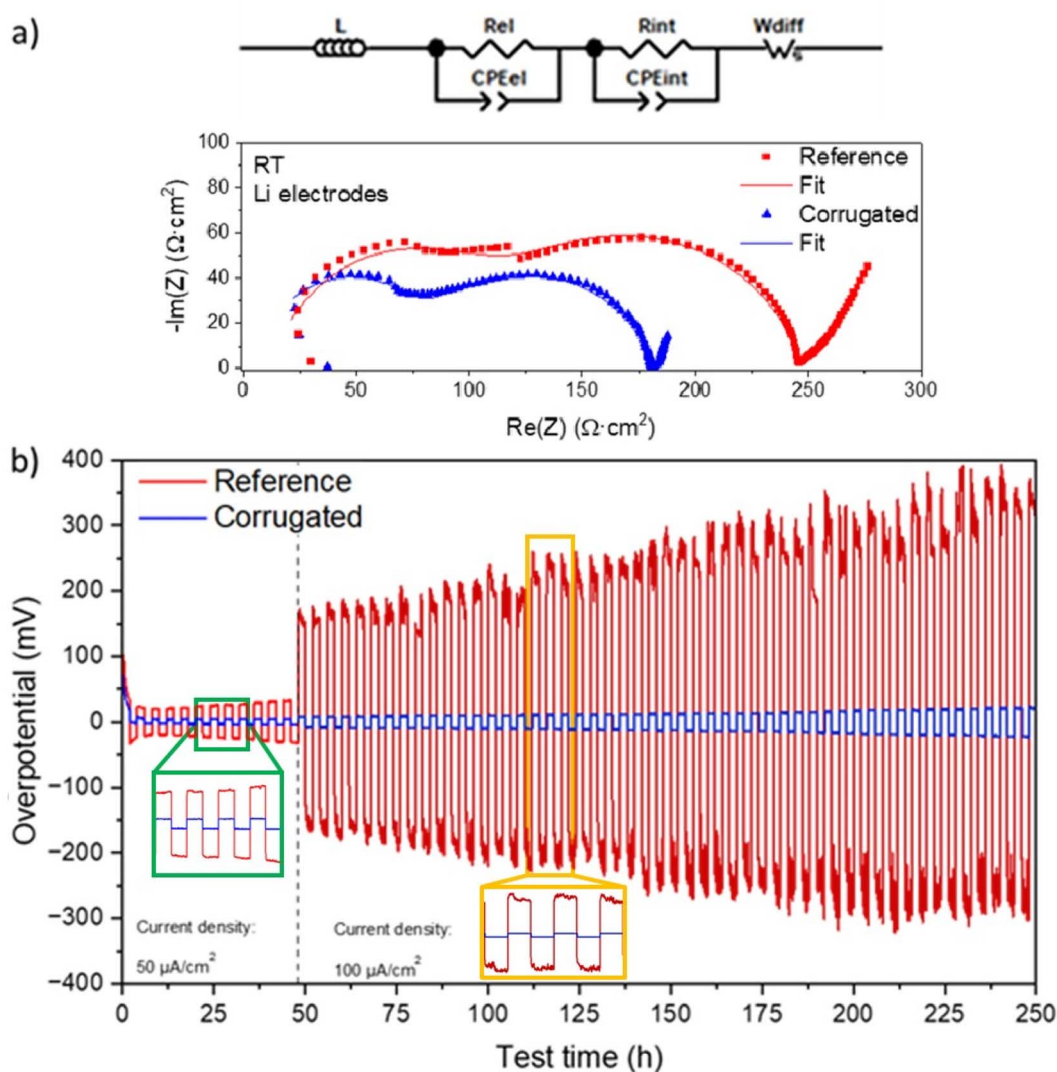 a)
L
Rel
Rint
Wdiff
s
CPEel
CPEint
100
80
60
40
20
0
-Im(Z) (Ω·cm²)
RT
Li electrodes
Reference
Fit
Corrugated
Fit
0 50 100 150 200 250 300
Re(Z) (Ω·cm²)
b)
400
300
200
100
0
−100
−200
−300
−400
Overpotential (mV)
Reference
Corrugated
Current density:
50 µA/cm²
Current density:
100 µA/cm²
0 25 50 75 100 125 150 175 200 225 250
Test time (h)